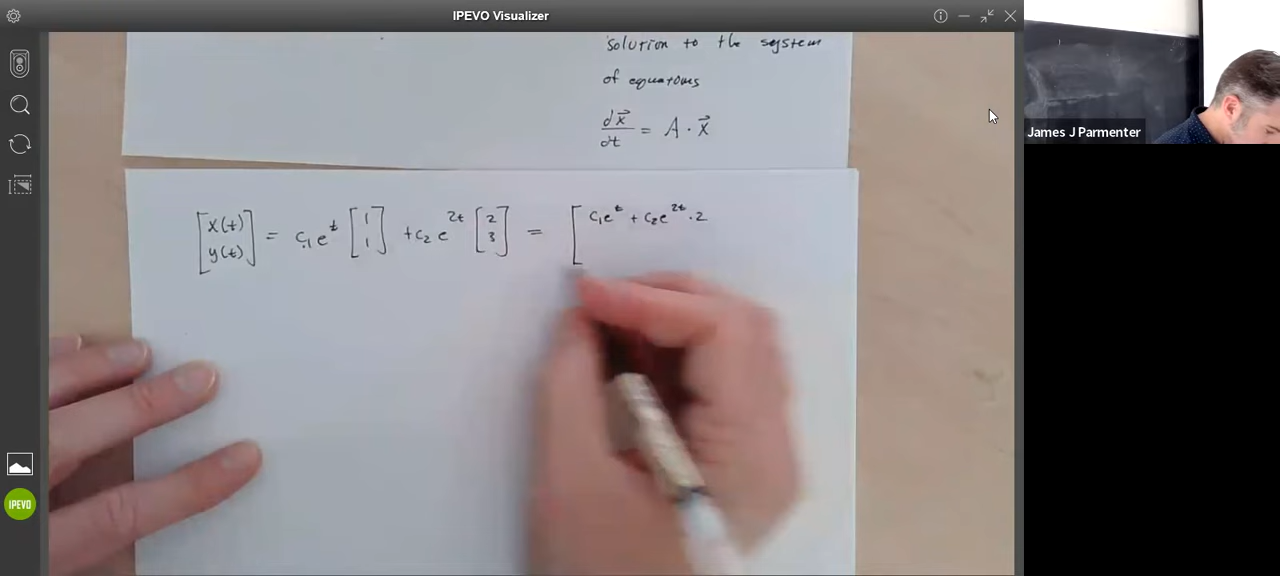 IPEVO Visualizer
solution to the system
of equations
dx⃗/dt = A · x⃗
[x(t) y(t)] = c₁e^t [1 1] + c₂ e^2t [2 3] = [c₁e^t + c₂e^2t · 2
James J Parmenter
IPEVO